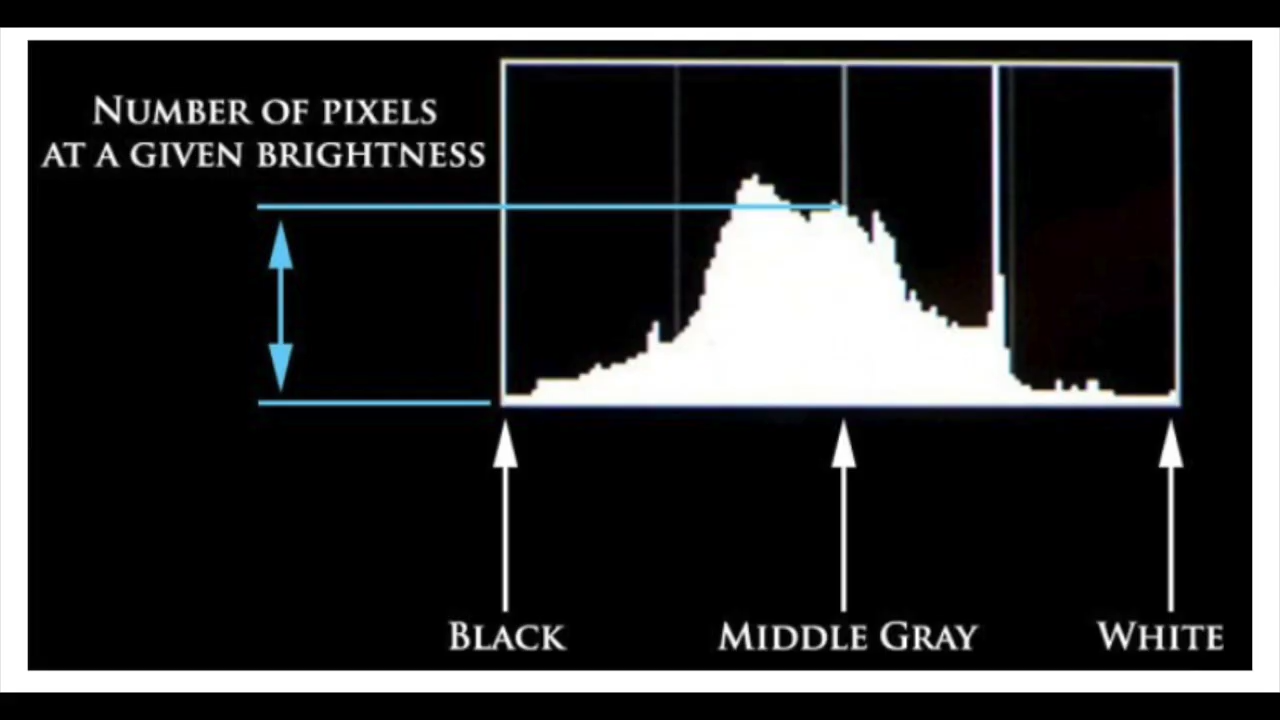 Number of pixels
at a given brightness
Black
Middle Gray
White